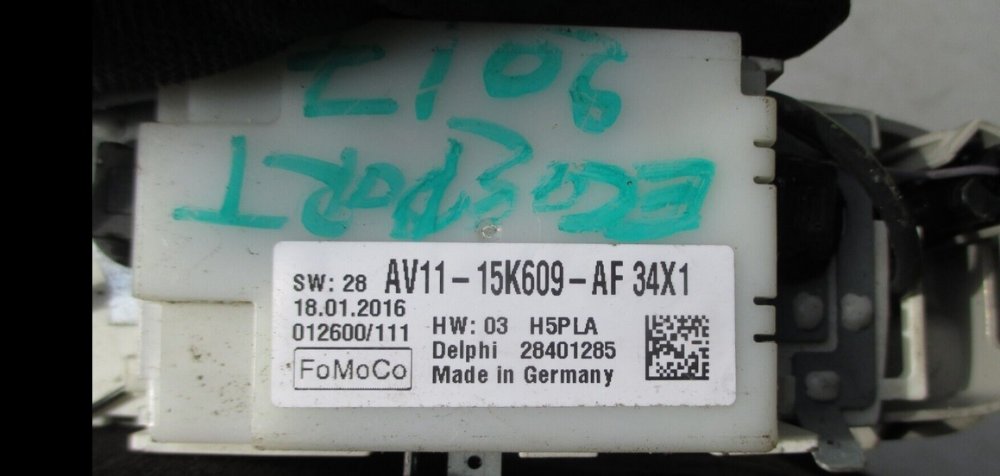 ECOSPORT
2017
SW: 28 AV11-15K609-AF 34X1
18.01.2016
012600/111 HW: 03 H5PLA
Delphi 28401285
FoMoCo Made in Germany